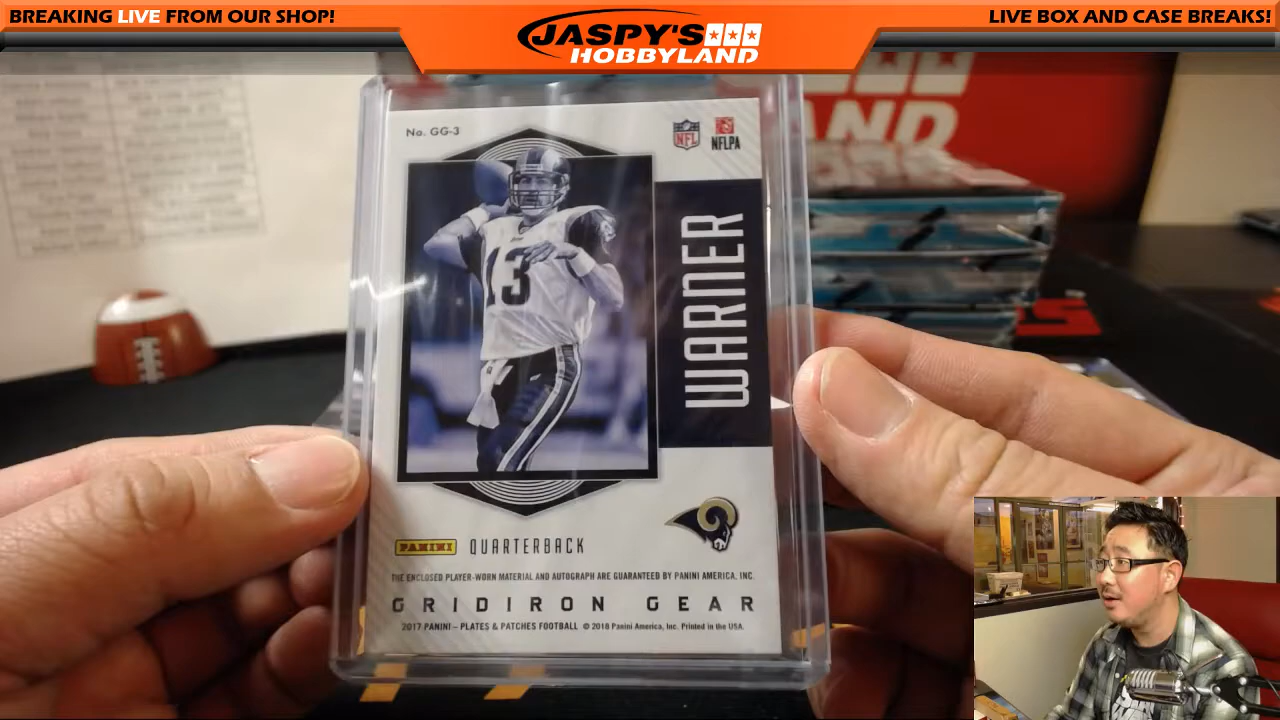 BREAKING LIVE FROM OUR SHOP!
JASPY'S
HOBBYLAND
LIVE BOX AND CASE BREAKS!
AND
No. GG-3
NFL
NFLPA
13
WARNER
PANINI QUARTERBACK
THE ENCLOSED PLAYER-WORN MATERIAL AND AUTOGRAPH ARE GUARANTEED BY PANINI AMERICA, INC.
GRIDIRON GEAR
2017 PANINI – PLATES & PATCHES FOOTBALL © 2018 Panini America, Inc. Printed in the USA.